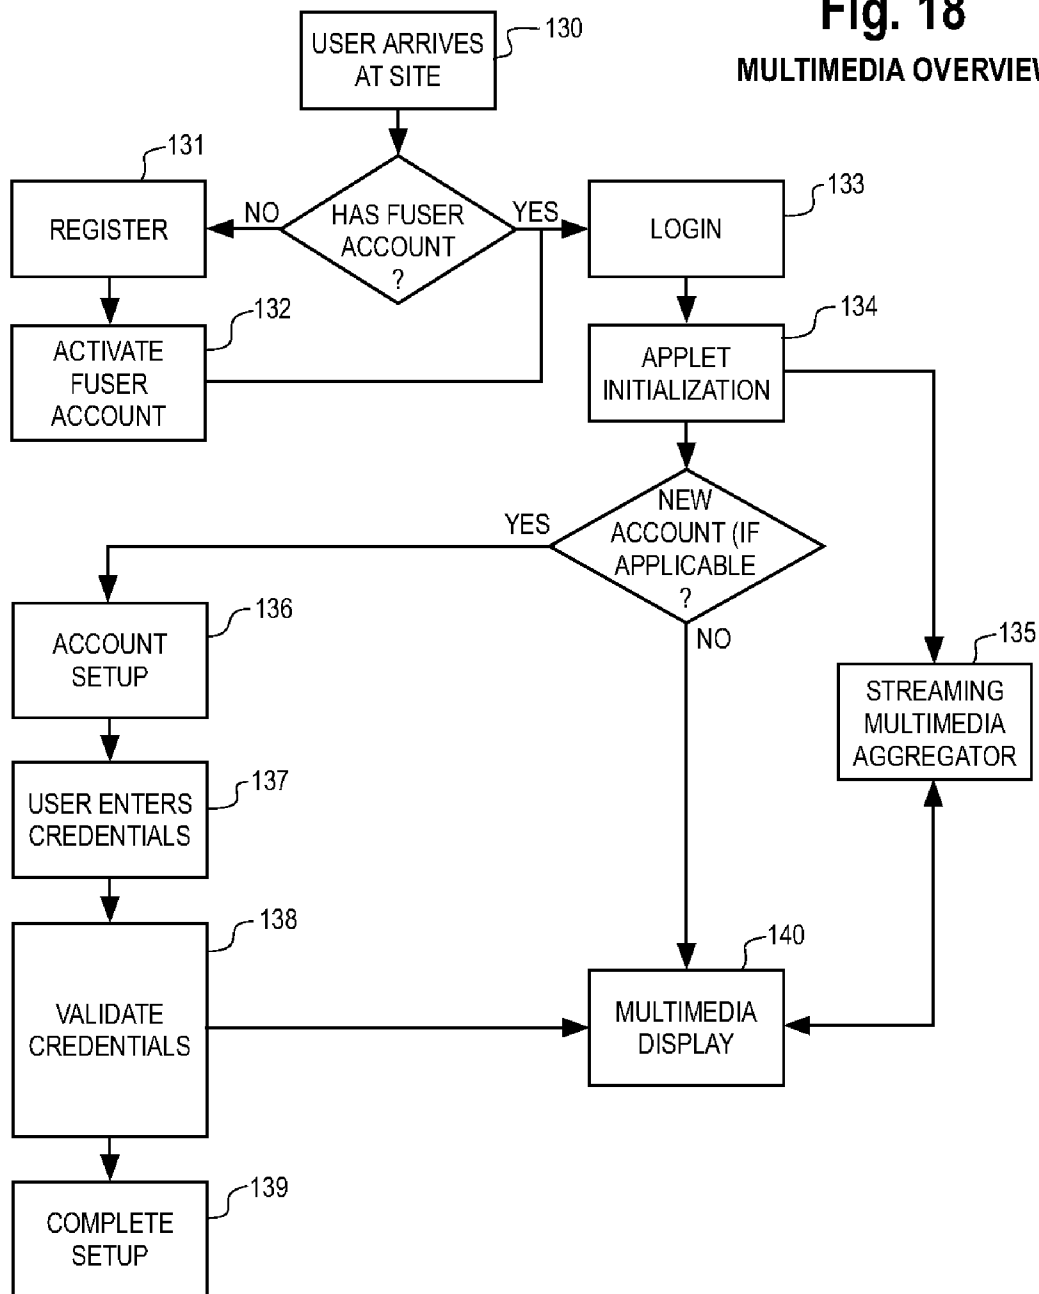 Fig. 18
MULTIMEDIA OVERVIEW
130
USER ARRIVES
AT SITE
131
REGISTER
NO
HAS FUSER
ACCOUNT
?
YES
133
LOGIN
132
ACTIVATE
FUSER
ACCOUNT
134
APPLET
INITIALIZATION
NEW
ACCOUNT (IF
APPLICABLE
?
YES
NO
136
ACCOUNT
SETUP
135
STREAMING
MULTIMEDIA
AGGREGATOR
137
USER ENTERS
CREDENTIALS
138
VALIDATE
CREDENTIALS
140
MULTIMEDIA
DISPLAY
139
COMPLETE
SETUP